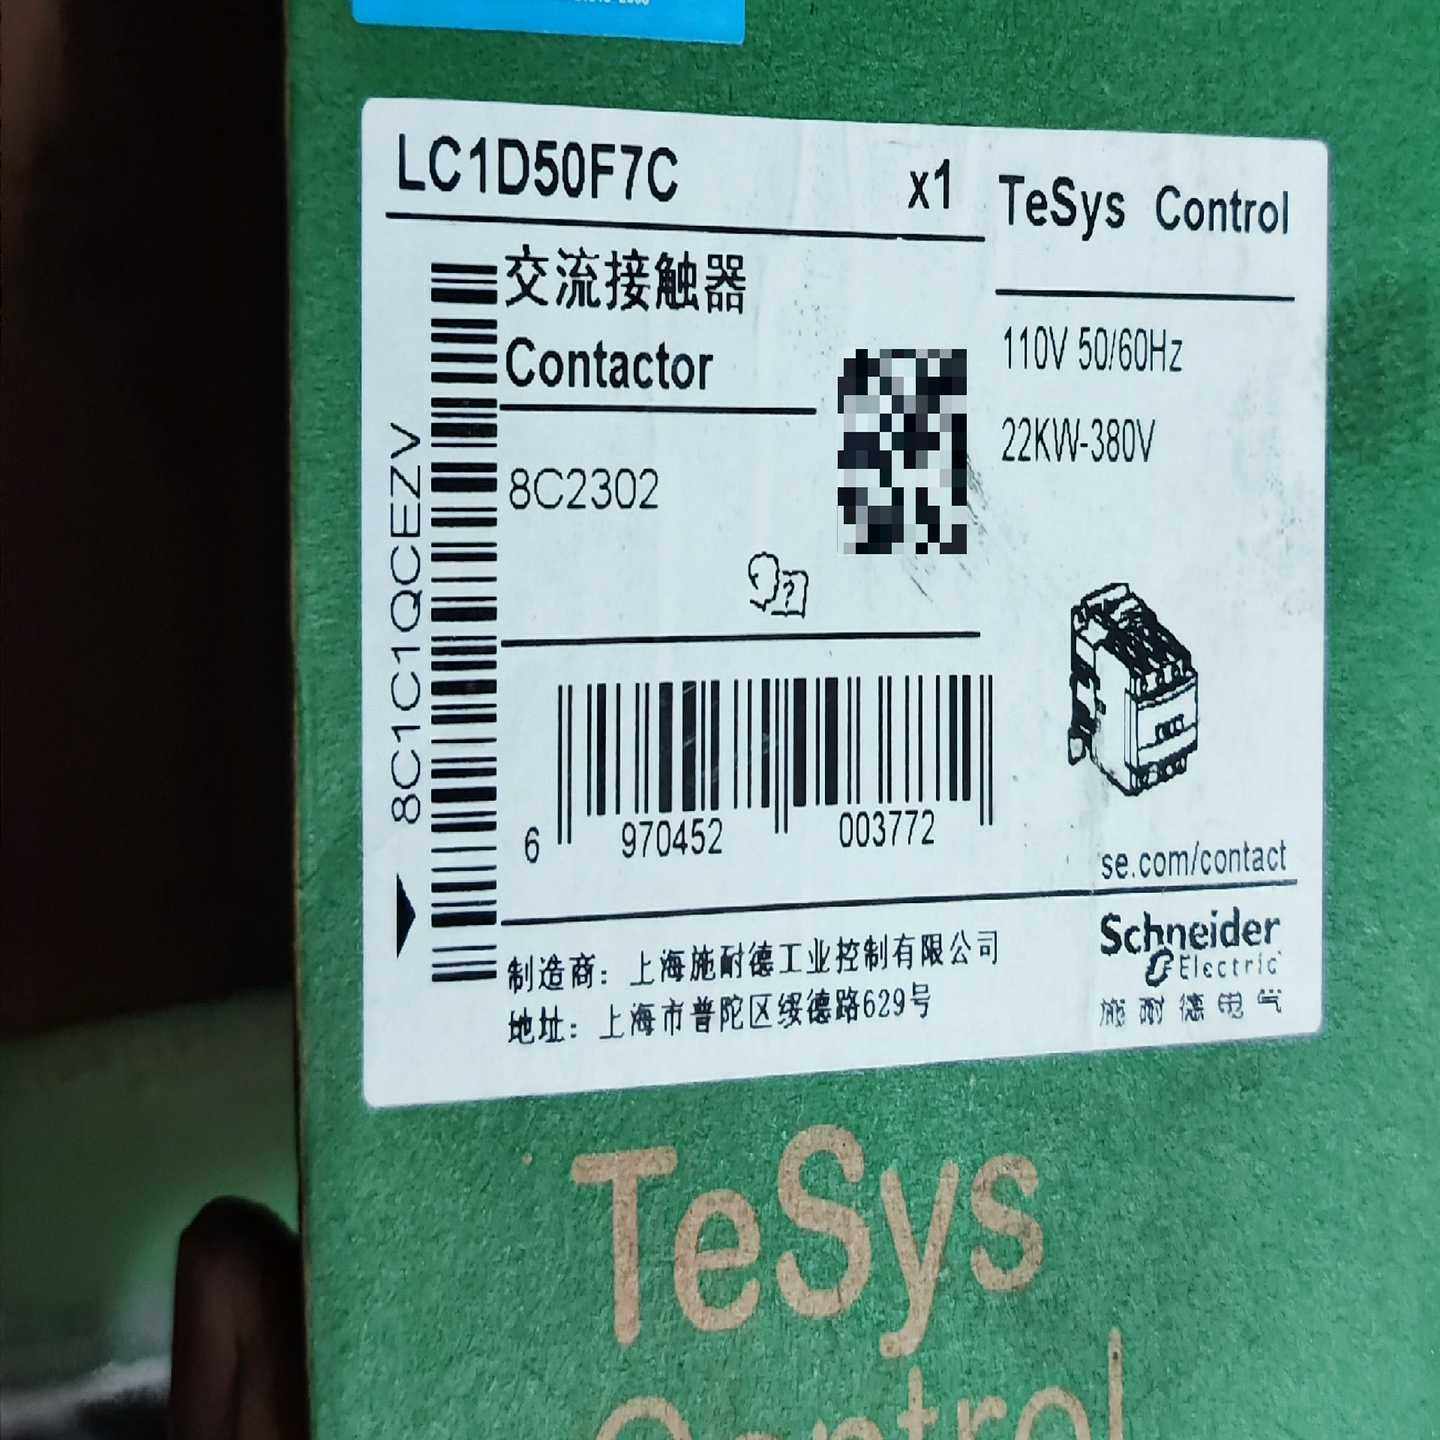 LC1D50F7C x1
TeSys Control
交流接触器
Contactor
110V 50/60Hz
22KW-380V
8C2302
?
8C1C1QCEZV
6 970452 003772
se.com/contact
制造商：上海施耐德工业控制有限公司
地址：上海市普陀区绥德路629号
Schneider
Electric
施耐德电气
TeSys
Control